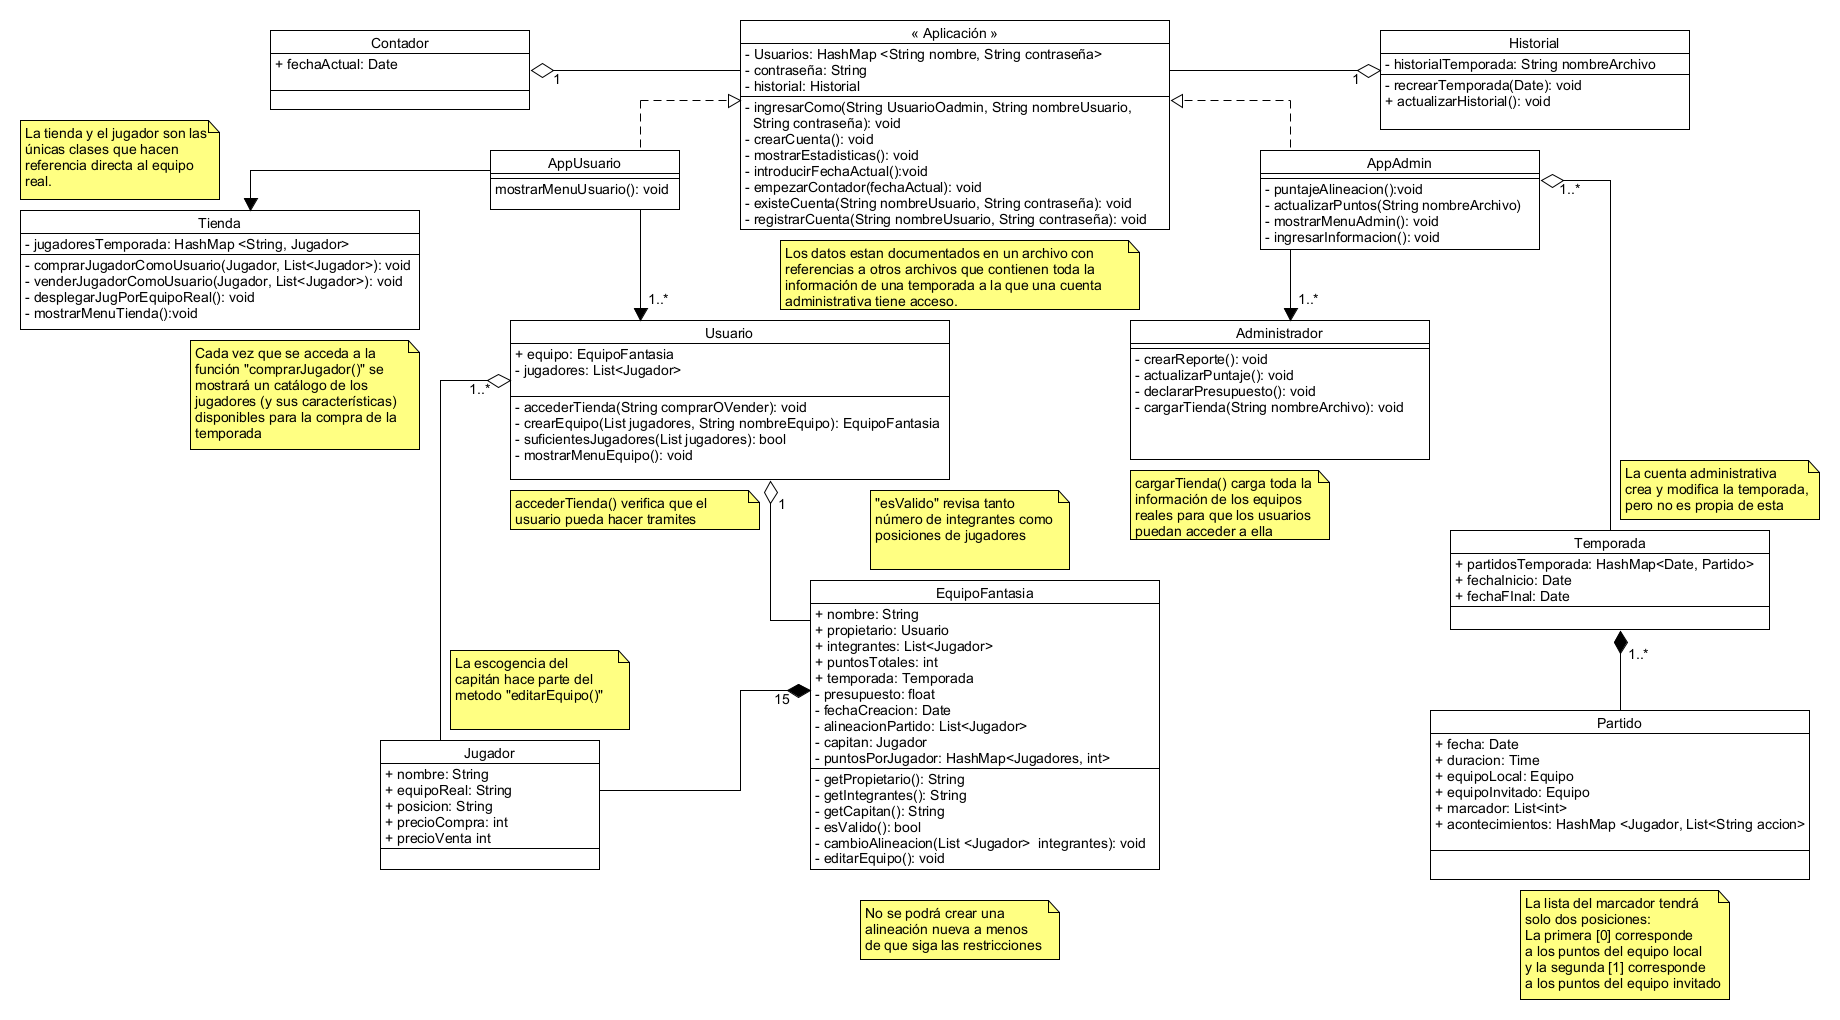 Contador
+ fechaActual: Date
1
« Aplicación »
- Usuarios: HashMap <String nombre, String contraseña>
- contraseña: String
- historial: Historial
- ingresarComo(String UsuarioOadmin, String nombreUsuario,
String contraseña): void
- crearCuenta(): void
- mostrarEstadisticas(): void
- introducirFechaActual():void
- empezarContador(fechaActual): void
- existeCuenta(String nombreUsuario, String contraseña): void
- registrarCuenta(String nombreUsuario, String contraseña): void
1
Historial
- historialTemporada: String nombreArchivo
- recrearTemporada(Date): void
+ actualizarHistorial(): void
La tienda y el jugador son las
únicas clases que hacen
referencia directa al equipo
real.
AppUsuario
mostrarMenuUsuario(): void
AppAdmin
- puntajeAlineacion():void
- actualizarPuntos(String nombreArchivo)
- mostrarMenuAdmin(): void
- ingresarInformacion(): void
1..*
Tienda
- jugadoresTemporada: HashMap <String, Jugador>
- comprarJugadorComoUsuario(Jugador, List<Jugador>): void
- venderJugadorComoUsuario(Jugador, List<Jugador>): void
- desplegarJugPorEquipoReal(): void
- mostrarMenuTienda():void
Los datos estan documentados en un archivo con
referencias a otros archivos que contienen toda la
información de una temporada a la que una cuenta
administrativa tiene acceso.
1..*
1..*
Cada vez que se acceda a la
función "comprarJugador()" se
mostrará un catálogo de los
jugadores (y sus características)
disponibles para la compra de la
temporada
Usuario
+ equipo: EquipoFantasia
- jugadores: List<Jugador>
- accederTienda(String comprarOVender): void
- crearEquipo(List jugadores, String nombreEquipo): EquipoFantasia
- suficientesJugadores(List jugadores): bool
- mostrarMenuEquipo(): void
1..*
Administrador
- crearReporte(): void
- actualizarPuntaje(): void
- declararPresupuesto(): void
- cargarTienda(String nombreArchivo): void
accederTienda() verifica que el
usuario pueda hacer tramites
1
"esValido" revisa tanto
número de integrantes como
posiciones de jugadores
cargarTienda() carga toda la
información de los equipos
reales para que los usuarios
puedan acceder a ella
La cuenta administrativa
crea y modifica la temporada,
pero no es propia de esta
Temporada
+ partidosTemporada: HashMap<Date, Partido>
+ fechaInicio: Date
+ fechaFInal: Date
1..*
EquipoFantasia
+ nombre: String
+ propietario: Usuario
+ integrantes: List<Jugador>
+ puntosTotales: int
+ temporada: Temporada
- presupuesto: float
- fechaCreacion: Date
- alineacionPartido: List<Jugador>
- capitan: Jugador
- puntosPorJugador: HashMap<Jugadores, int>
- getPropietario(): String
- getIntegrantes(): String
- getCapitan(): String
- esValido(): bool
- cambioAlineacion(List <Jugador>  integrantes): void
- editarEquipo(): void
15
La escogencia del
capitán hace parte del
metodo "editarEquipo()"
Jugador
+ nombre: String
+ equipoReal: String
+ posicion: String
+ precioCompra: int
+ precioVenta int
Partido
+ fecha: Date
+ duracion: Time
+ equipoLocal: Equipo
+ equipoInvitado: Equipo
+ marcador: List<int>
+ acontecimientos: HashMap <Jugador, List<String accion>
No se podrá crear una
alineación nueva a menos
de que siga las restricciones
La lista del marcador tendrá
solo dos posiciones:
La primera [0] corresponde
a los puntos del equipo local
y la segunda [1] corresponde
a los puntos del equipo invitado